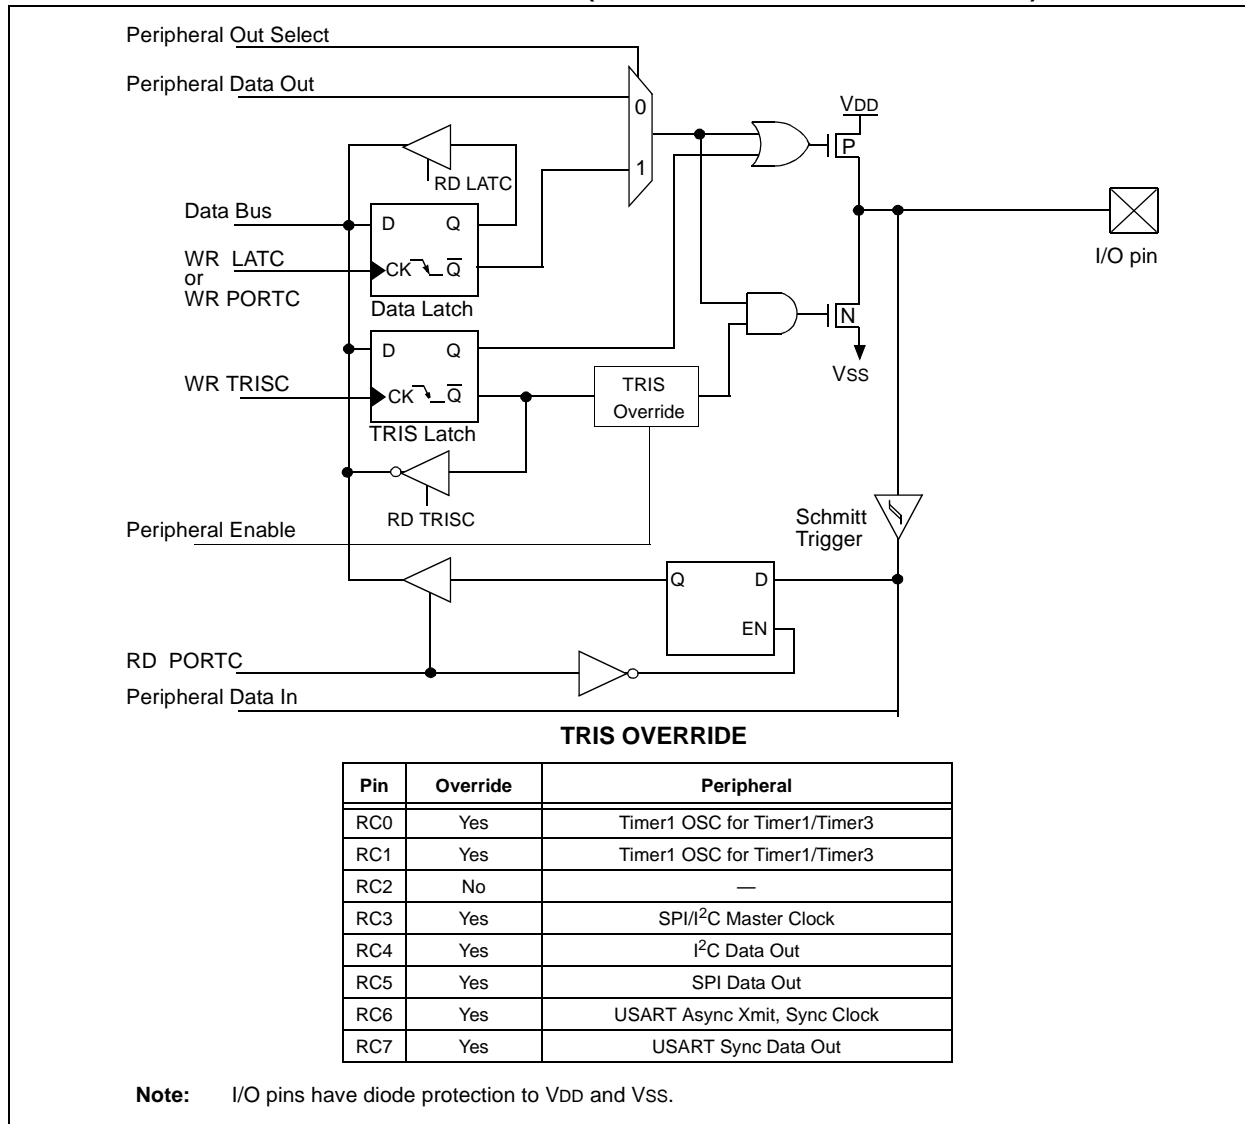 Peripheral Out Select
Peripheral Data Out
0
1
VDD
P
RD LATC
Data Bus
D Q
WR LATC
or
WR PORTC
CK Q̅
Data Latch
I/O pin
N
VSS
D Q
WR TRISC
CK Q̅
TRIS Latch
TRIS
Override
RD TRISC
Peripheral Enable
Schmitt
Trigger
Q D
EN
RD PORTC
Peripheral Data In
TRIS OVERRIDE
Pin Override Peripheral
RC0 Yes Timer1 OSC for Timer1/Timer3
RC1 Yes Timer1 OSC for Timer1/Timer3
RC2 No —
RC3 Yes SPI/I²C Master Clock
RC4 Yes I²C Data Out
RC5 Yes SPI Data Out
RC6 Yes USART Async Xmit, Sync Clock
RC7 Yes USART Sync Data Out
Note: I/O pins have diode protection to VDD and VSS.